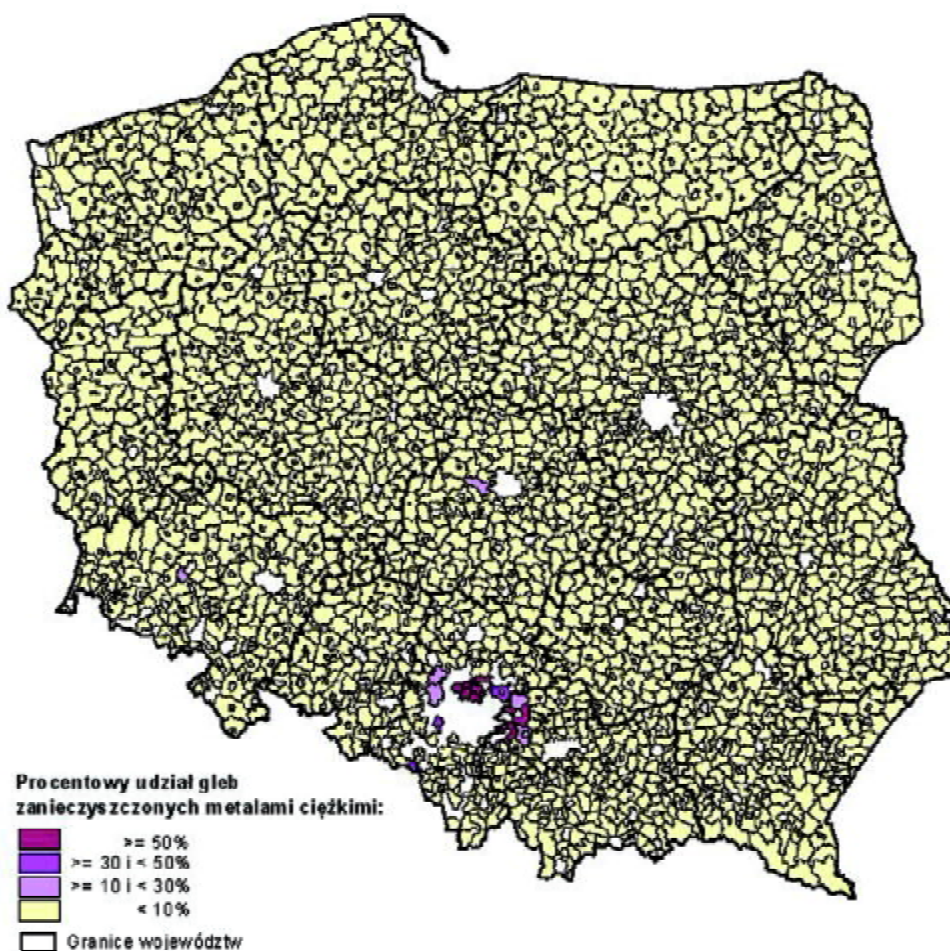 Procentowy udział gleb
zanieczyszczonych metalami ciężkimi:
>= 50%
>= 30 i < 50%
>= 10 i < 30%
< 10%
Granice województw